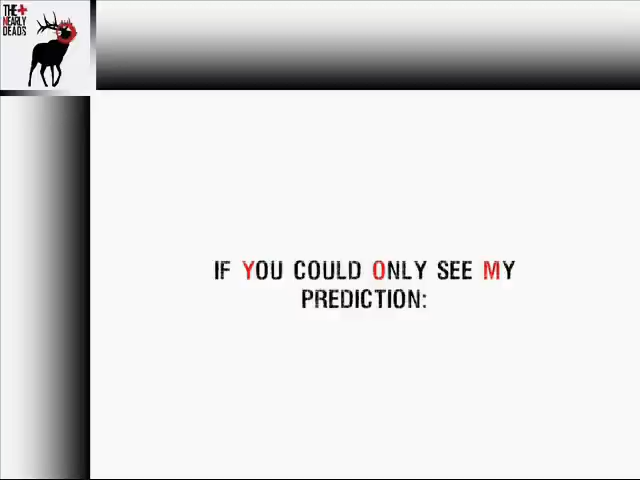 THE
NEARLY
DEADS
IF YOU COULD ONLY SEE MY
PREDICTION: